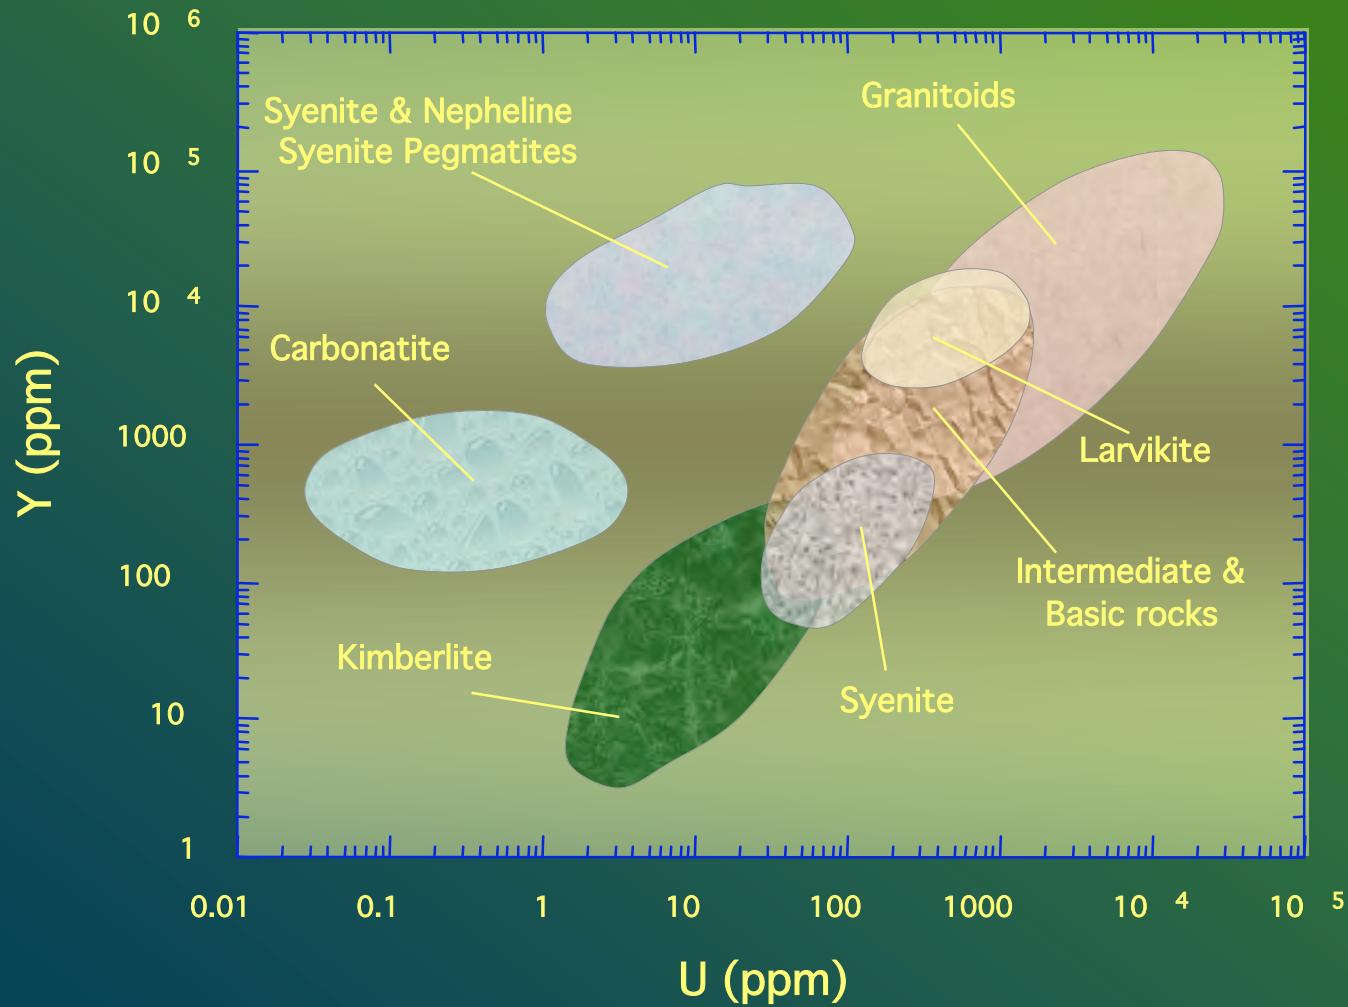 10 6
Syenite & Nepheline
Syenite Pegmatites
Granitoids
10 5
10 4
Carbonatite
Y (ppm)
1000
Larvikite
100
Intermediate &
Basic rocks
Kimberlite
Syenite
10
1
0.01 0.1 1 10 100 1000 10 4 10 5
U (ppm)